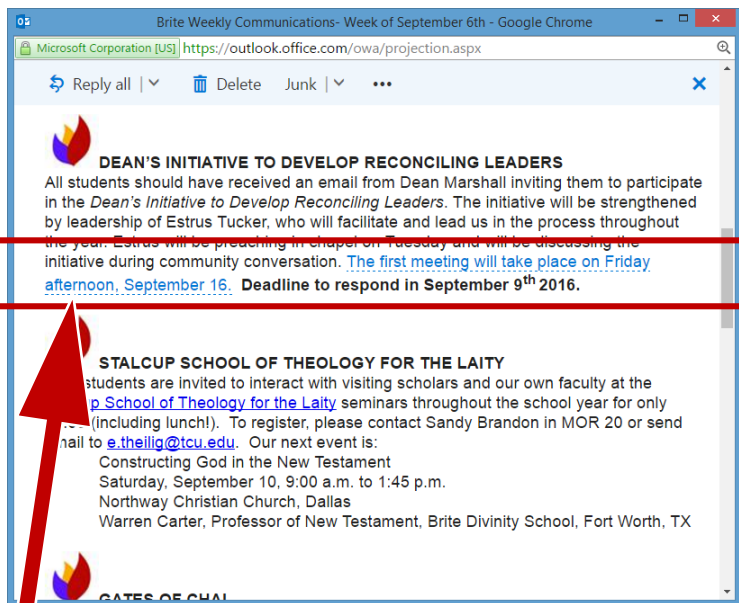 Brite Weekly Communications- Week of September 6th - Google Chrome
Microsoft Corporation [US] https://outlook.office.com/owa/projection.aspx
Reply all Delete Junk •••
DEAN'S INITIATIVE TO DEVELOP RECONCILING LEADERS
All students should have received an email from Dean Marshall inviting them to participate
in the Dean's Initiative to Develop Reconciling Leaders. The initiative will be strengthened
by leadership of Estrus Tucker, who will facilitate and lead us in the process throughout
the year. Estrus will be preaching in chapel on Tuesday and will be discussing the
initiative during community conversation. The first meeting will take place on Friday
afternoon, September 16. Deadline to respond in September 9th 2016.
STALCUP SCHOOL OF THEOLOGY FOR THE LAITY
students are invited to interact with visiting scholars and our own faculty at the
School of Theology for the Laity seminars throughout the school year for only
(including lunch!). To register, please contact Sandy Brandon in MOR 20 or send
to e.theilig@tcu.edu. Our next event is:
Constructing God in the New Testament
Saturday, September 10, 9:00 a.m. to 1:45 p.m.
Northway Christian Church, Dallas
Warren Carter, Professor of New Testament, Brite Divinity School, Fort Worth, TX
GATES OF CHAI